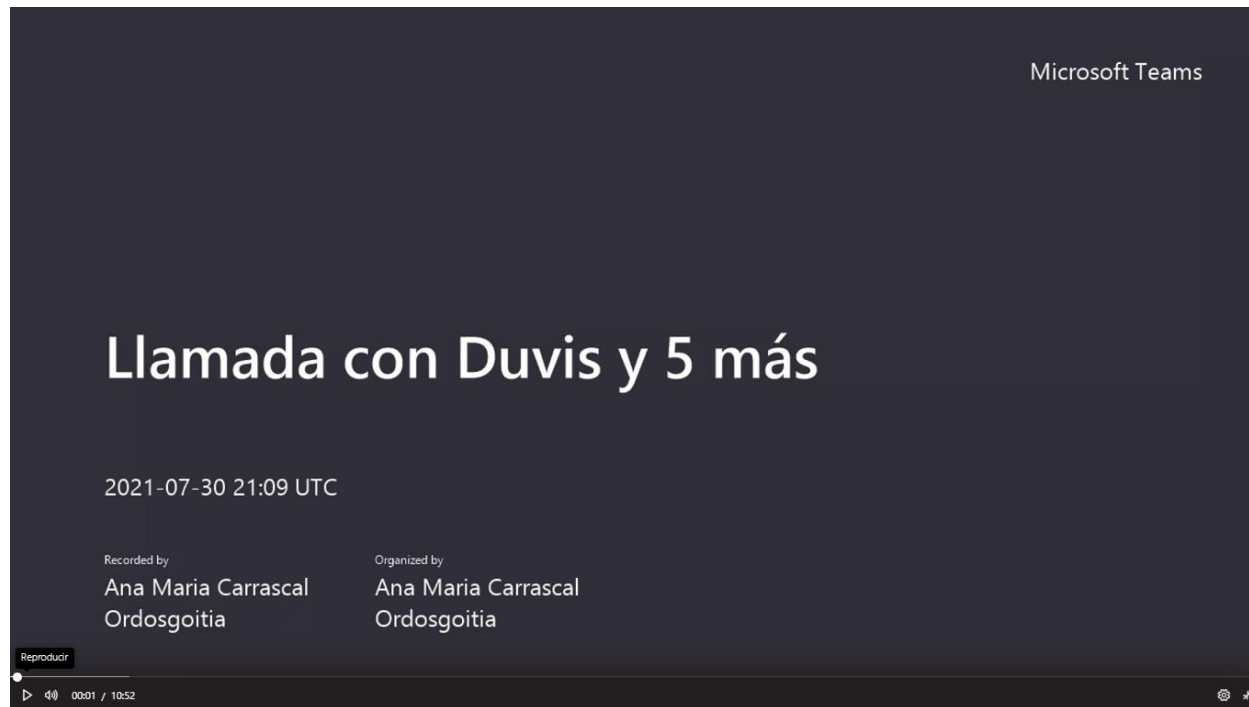 Microsoft Teams
Llamada con Duvis y 5 más
2021-07-30 21:09 UTC
Recorded by
Ana Maria Carrascal
Ordosgoitia
Organized by
Ana Maria Carrascal
Ordosgoitia
Reproducir
00:01 / 10:52